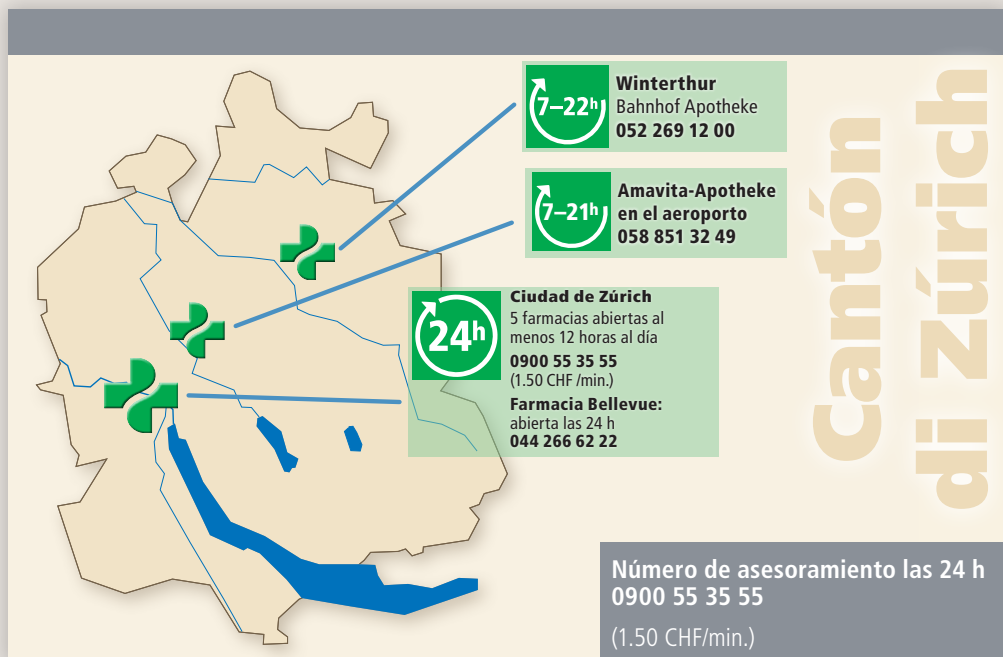 7–22h
Winterthur
Bahnhof Apotheke
052 269 12 00
7–21h
Amavita-Apotheke
en el aeroporto
058 851 32 49
24h
Ciudad de Zúrich
5 farmacias abiertas al
menos 12 horas al día
0900 55 35 55
(1.50 CHF /min.)
Farmacia Bellevue:
abierta las 24 h
044 266 62 22
Cantón
di Zúrich
Número de asesoramiento las 24 h
0900 55 35 55
(1.50 CHF/min.)